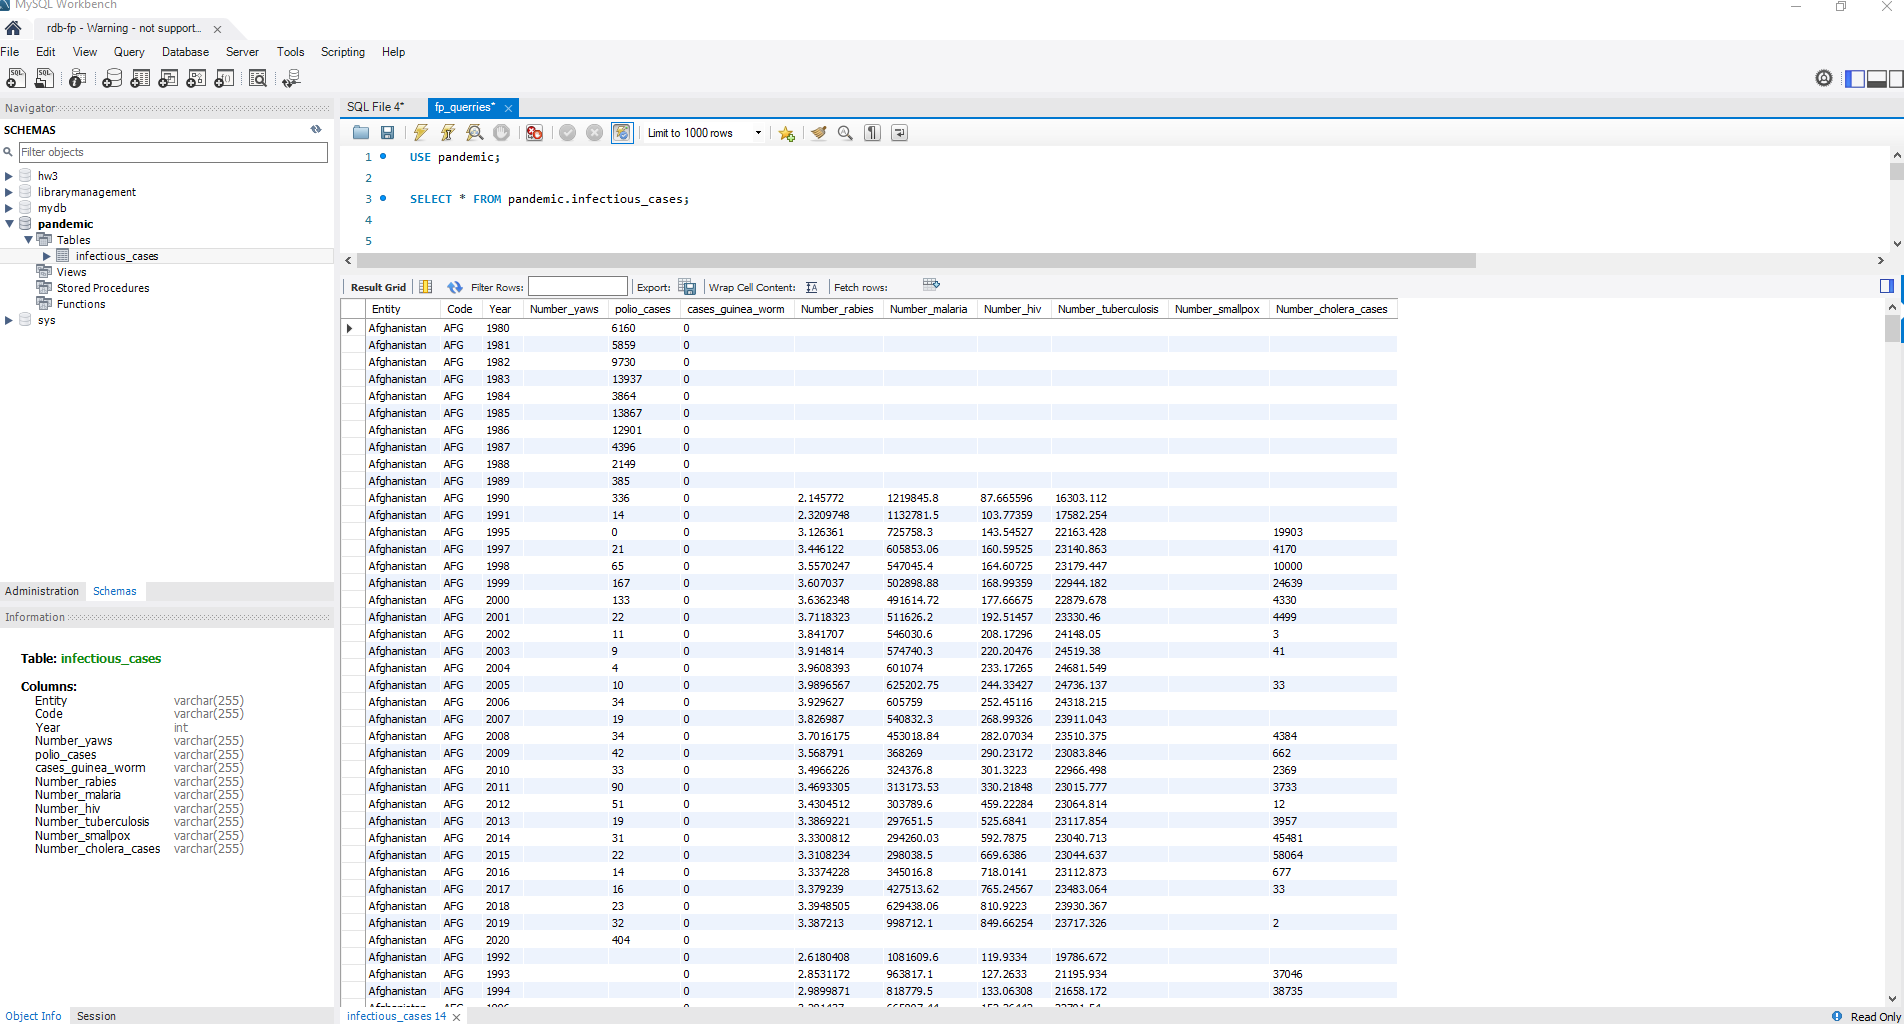 MySQL Workbench
rdb-fp - Warning - not support...
File Edit View Query Database Server Tools Scripting Help
Navigator
SCHEMAS
Filter objects
hw3
librarymanagement
mydb
pandemic
Tables
infectious_cases
Views
Stored Procedures
Functions
sys
Administration Schemas
Information
Table: infectious_cases
Columns:
Entity varchar(255)
Code varchar(255)
Year int
Number_yaws varchar(255)
polio_cases varchar(255)
cases_guinea_worm varchar(255)
Number_rabies varchar(255)
Number_malaria varchar(255)
Number_hiv varchar(255)
Number_tuberculosis varchar(255)
Number_smallpox varchar(255)
Number_cholera_cases varchar(255)
Object Info Session
SQL File 4* fp_querries*
Limit to 1000 rows
1 USE pandemic;
2
3 SELECT * FROM pandemic.infectious_cases;
4
5
Result Grid Filter Rows: Export: Wrap Cell Content: Fetch rows:
Entity Code Year Number_yaws polio_cases cases_guinea_worm Number_rabies Number_malaria Number_hiv Number_tuberculosis Number_smallpox Number_cholera_cases
Afghanistan AFG 1980 6160 0
Afghanistan AFG 1981 5859 0
Afghanistan AFG 1982 9730 0
Afghanistan AFG 1983 13937 0
Afghanistan AFG 1984 3864 0
Afghanistan AFG 1985 13867 0
Afghanistan AFG 1986 12901 0
Afghanistan AFG 1987 4396 0
Afghanistan AFG 1988 2149 0
Afghanistan AFG 1989 385 0
Afghanistan AFG 1990 336 0 2.145772 1219845.8 87.665596 16303.112
Afghanistan AFG 1991 14 0 2.3209748 1132781.5 103.77359 17582.254
Afghanistan AFG 1995 0 0 3.126361 725758.3 143.54527 22163.428 19903
Afghanistan AFG 1997 21 0 3.446122 605853.06 160.59525 23140.863 4170
Afghanistan AFG 1998 65 0 3.5570247 547045.4 164.60725 23179.447 10000
Afghanistan AFG 1999 167 0 3.607037 502898.88 168.99359 22944.182 24639
Afghanistan AFG 2000 133 0 3.6362348 491614.72 177.66675 22879.678 4330
Afghanistan AFG 2001 22 0 3.7118323 511626.2 192.51457 23330.46 4499
Afghanistan AFG 2002 11 0 3.841707 546030.6 208.17296 24148.05 3
Afghanistan AFG 2003 9 0 3.914814 574740.3 220.20476 24519.38 41
Afghanistan AFG 2004 4 0 3.9608393 601074 233.17265 24681.549
Afghanistan AFG 2005 10 0 3.9896567 625202.75 244.33427 24736.137 33
Afghanistan AFG 2006 34 0 3.929627 605759 252.45116 24318.215
Afghanistan AFG 2007 19 0 3.826987 540832.3 268.99326 23911.043
Afghanistan AFG 2008 34 0 3.7016175 453018.84 282.07034 23510.375 4384
Afghanistan AFG 2009 42 0 3.568791 368269 290.23172 23083.846 662
Afghanistan AFG 2010 33 0 3.4966226 324376.8 301.3223 22966.498 2369
Afghanistan AFG 2011 90 0 3.4693305 313173.53 330.21848 23015.777 3733
Afghanistan AFG 2012 51 0 3.4304512 303789.6 459.22284 23064.814 12
Afghanistan AFG 2013 19 0 3.3869221 297651.5 525.6841 23117.854 3957
Afghanistan AFG 2014 31 0 3.3300812 294260.03 592.7875 23040.713 45481
Afghanistan AFG 2015 22 0 3.3108234 298038.5 669.6386 23044.637 58064
Afghanistan AFG 2016 14 0 3.3374228 345016.8 718.0141 23112.873 677
Afghanistan AFG 2017 16 0 3.379239 427513.62 765.24567 23483.064 33
Afghanistan AFG 2018 23 0 3.3948505 629438.06 810.9223 23930.367
Afghanistan AFG 2019 32 0 3.387213 998712.1 849.66254 23717.326 2
Afghanistan AFG 2020 404 0
Afghanistan AFG 1992 0 2.6180408 1081609.6 119.9334 19786.672
Afghanistan AFG 1993 0 2.8531172 963817.1 127.2633 21195.934 37046
Afghanistan AFG 1994 0 2.9899871 818779.5 133.06308 21658.172 38735
infectious_cases 14
Read Only